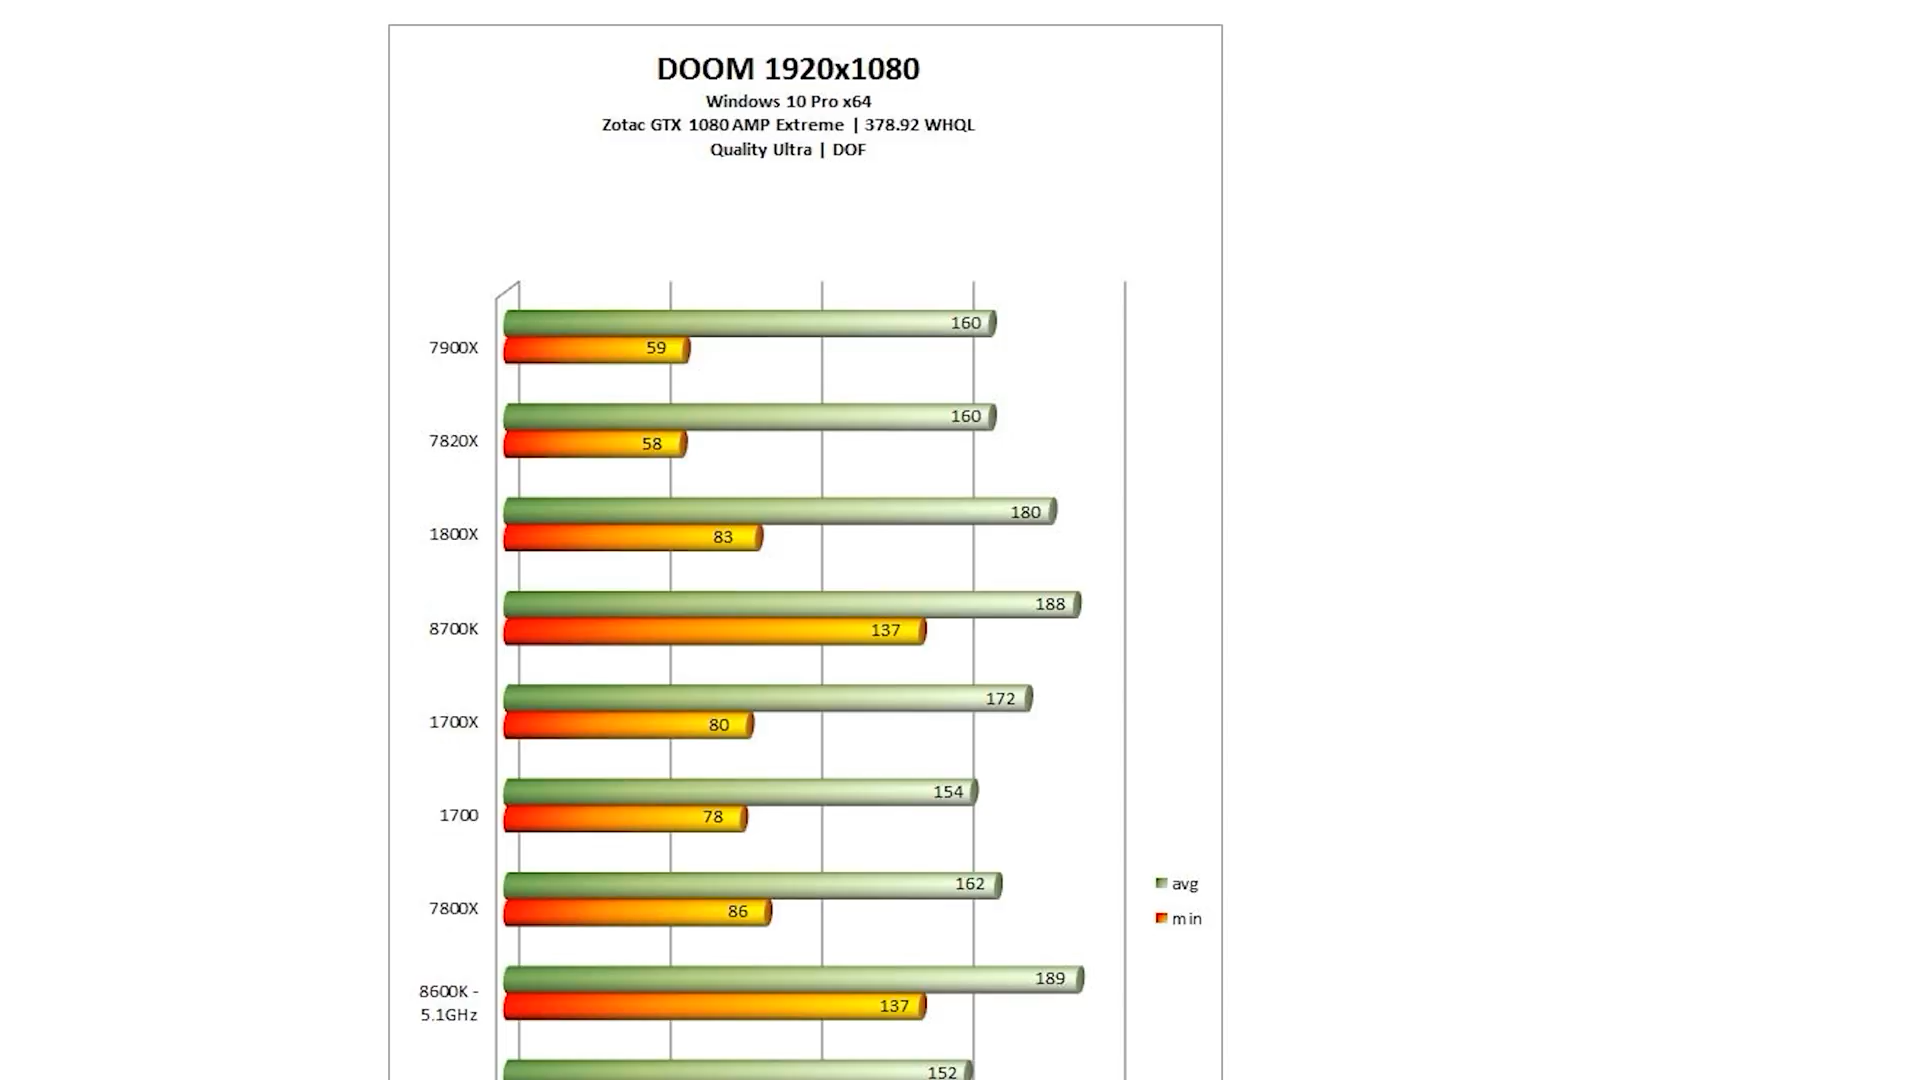 DOOM 1920x1080
Windows 10 Pro x64
Zotac GTX 1080 AMP Extreme | 378.92 WHQL
Quality Ultra | DOF
160
7900X
59
160
7820X
58
180
1800X
83
188
8700K
137
172
1700X
80
154
1700
78
162
7800X
86
avg
min
189
8600K -
5.1GHz
137
152